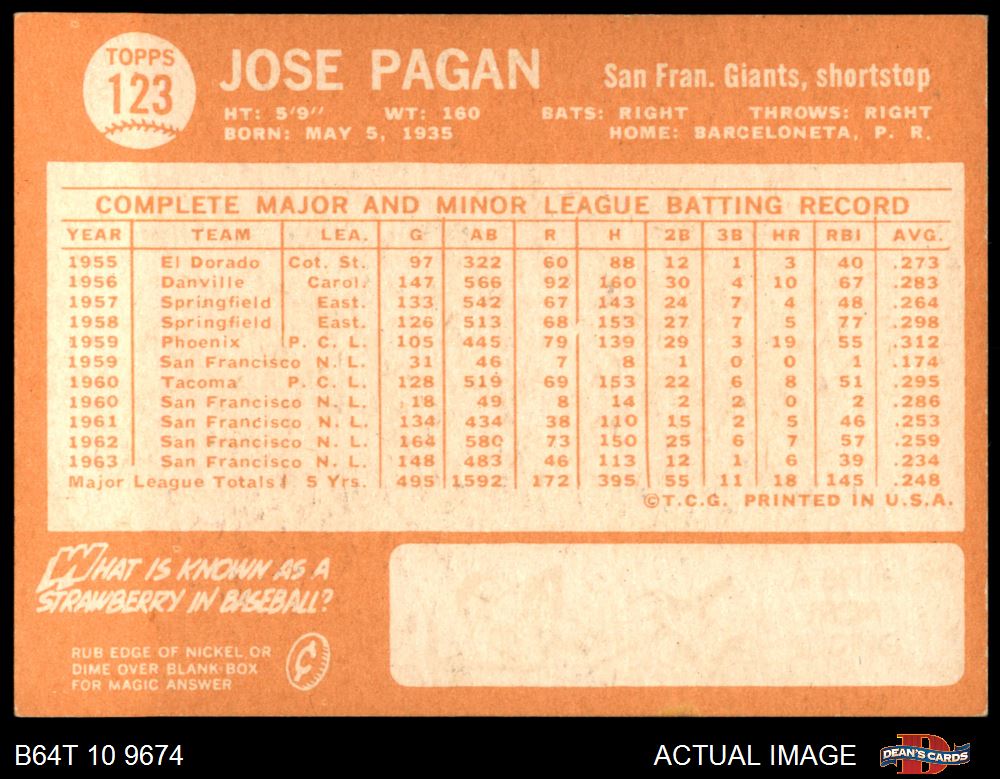 TOPPS
123
JOSE PAGAN
San Fran. Giants, shortstop
HT: 5'9" WT: 160 BATS: RIGHT THROWS: RIGHT
BORN: MAY 5, 1935 HOME: BARCELONETA, P. R.
COMPLETE MAJOR AND MINOR LEAGUE BATTING RECORD
YEAR TEAM LEA. G AB R H 2B 3B HR RBI AVG.
1955 El Dorado Cot. St. 97 322 60 88 12 1 3 40 .273
1956 Danville Carol. 147 566 92 160 30 4 10 67 .283
1957 Springfield East. 133 542 67 143 24 7 4 48 .264
1958 Springfield East. 126 513 68 153 27 7 5 77 .298
1959 Phoenix P. C. L. 105 445 79 139 29 3 19 55 .312
1959 San Francisco N. L. 31 46 7 8 1 0 0 1 .174
1960 Tacoma P. C. L. 128 519 69 153 22 6 8 51 .295
1960 San Francisco N. L. 18 49 8 14 2 2 0 2 .286
1961 San Francisco N. L. 134 434 38 110 15 2 5 46 .253
1962 San Francisco N. L. 164 580 73 150 25 6 7 57 .259
1963 San Francisco N. L. 148 483 46 113 12 1 6 39 .234
Major League Totals 5 Yrs. 495 1592 172 395 55 11 18 145 .248
©T.C.G. PRINTED IN U.S.A.
WHAT IS KNOWN AS A
STRAWBERRY IN BASEBALL?
RUB EDGE OF NICKEL OR
DIME OVER BLANK BOX
FOR MAGIC ANSWER
B64T 10 9674
ACTUAL IMAGE
DEAN'S CARDS